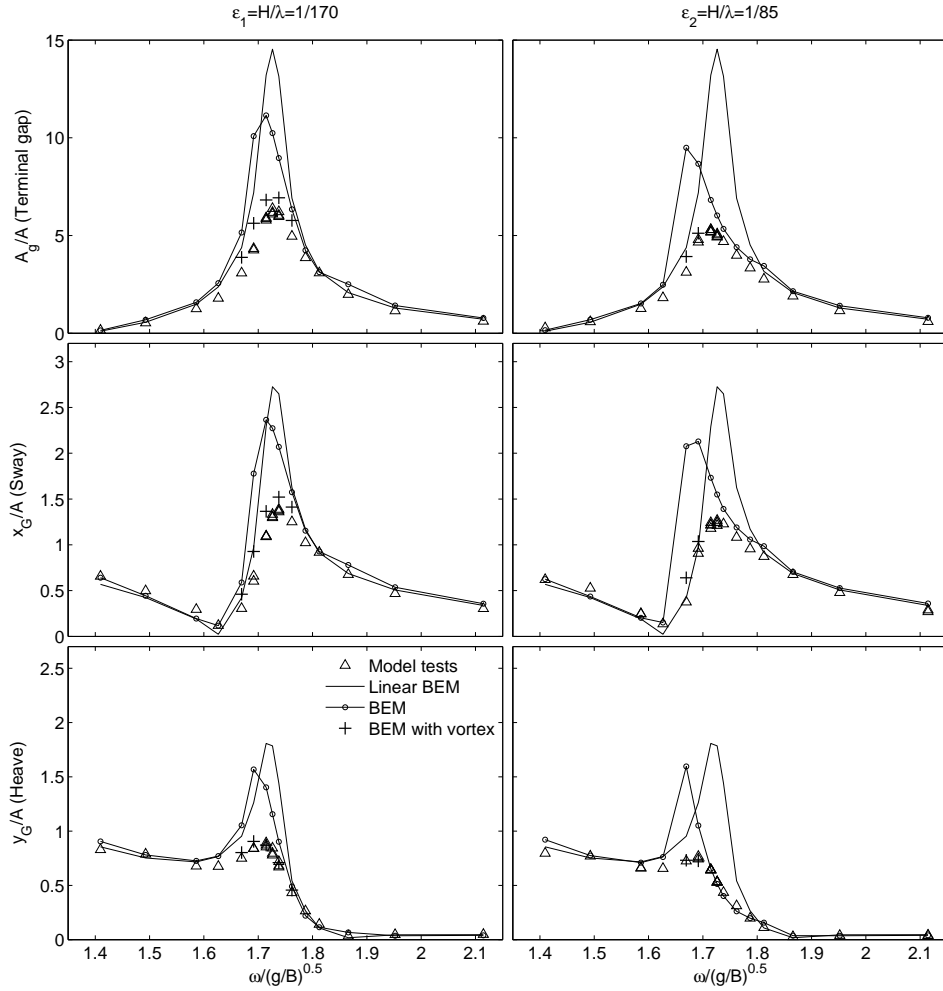 ε₁=H/λ=1/170
ε₂=H/λ=1/85
A_g/A (Terminal gap)
15
10
5
0
x_G/A (Sway)
3
2.5
2
1.5
1
0.5
0
y_G/A (Heave)
2.5
2
1.5
1
0.5
0
Model tests
Linear BEM
BEM
BEM with vortex
1.4 1.5 1.6 1.7 1.8 1.9 2 2.1
1.4 1.5 1.6 1.7 1.8 1.9 2 2.1
ω/(g/B)^0.5
ω/(g/B)^0.5